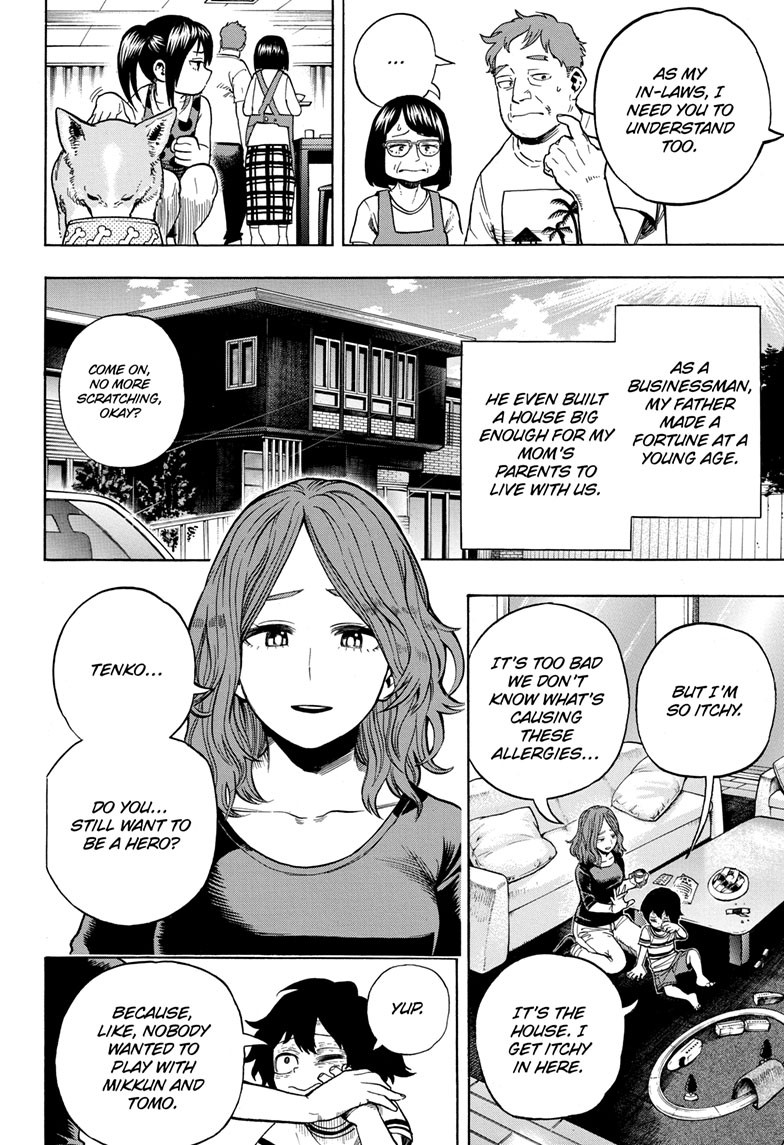 AS MY
IN-LAWS, I
NEED YOU TO
UNDERSTAND
TOO.
...
AS A
BUSINESSMAN,
MY FATHER
MADE A
FORTUNE AT A
YOUNG AGE.
HE EVEN BUILT
A HOUSE BIG
ENOUGH FOR MY
MOM'S
PARENTS TO
LIVE WITH US.
COME ON,
NO MORE
SCRATCHING,
OKAY?
BUT I'M
SO ITCHY.
IT'S TOO BAD
WE DON'T
KNOW WHAT'S
CAUSING
THESE
ALLERGIES...
IT'S THE
HOUSE. I
GET ITCHY
IN HERE.
TENKO...
DO YOU...
STILL WANT TO
BE A HERO?
YUP.
BECAUSE,
LIKE, NOBODY
WANTED TO
PLAY WITH
MIKKUN AND
TOMO.